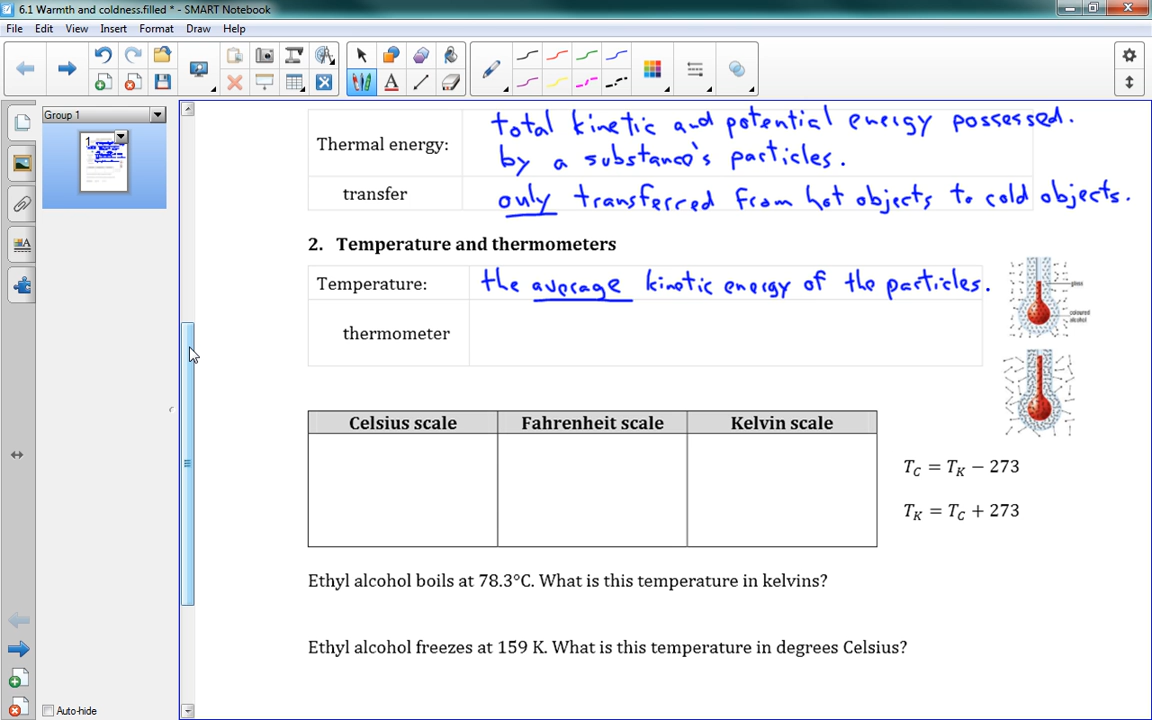 6.1 Warmth and coldness.filled * - SMART Notebook
File Edit View Insert Format Draw Help
Group 1
1
total kinetic and potential energy possessed.
Thermal energy:
by a substance's particles.
transfer only transferred from hot objects to cold objects.
2. Temperature and thermometers
Temperature: the average kinetic energy of the particles.
glass
coloured
alcohol
thermometer
Celsius scale Fahrenheit scale Kelvin scale
T_C = T_K − 273
T_K = T_C + 273
Ethyl alcohol boils at 78.3°C. What is this temperature in kelvins?
Ethyl alcohol freezes at 159 K. What is this temperature in degrees Celsius?
Auto-hide